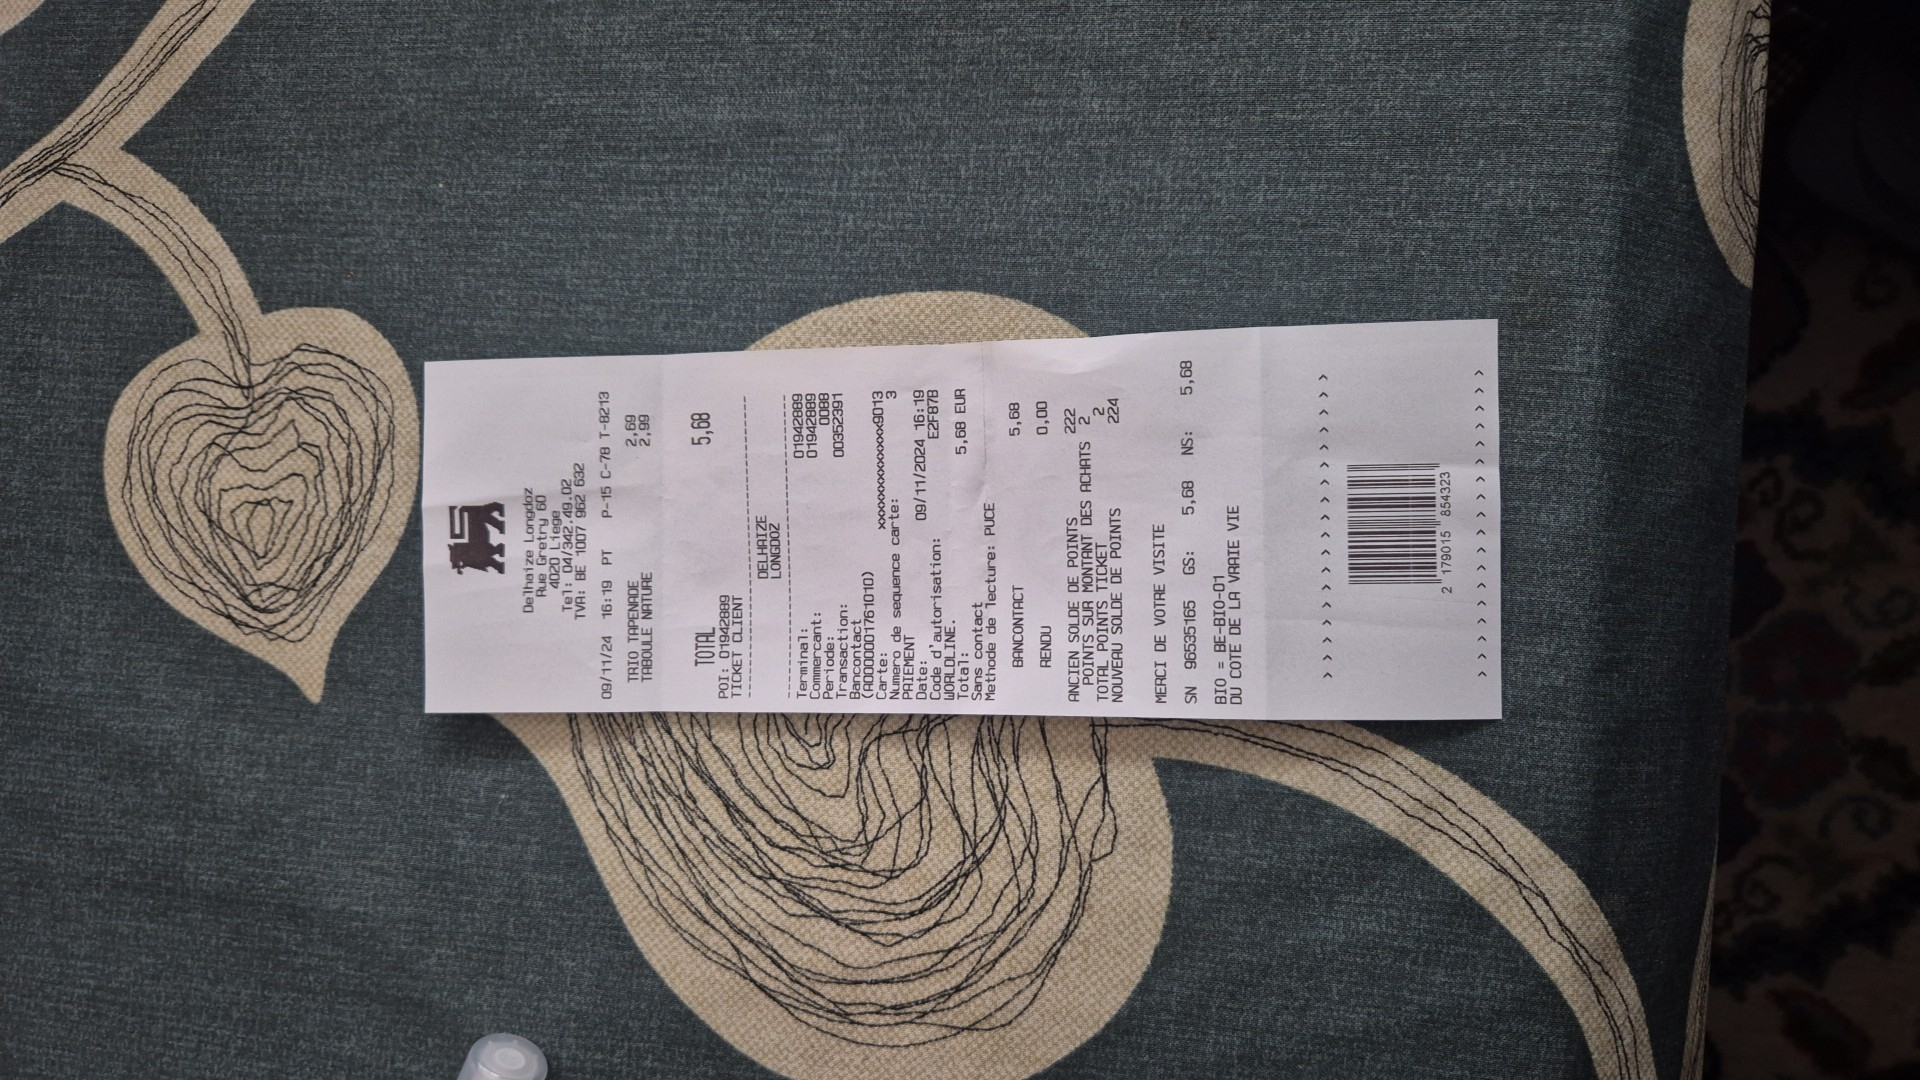 Delhaize Longdoz
Rue Gretry 60
4020 Liege
Tel: 04/342.49.02
TVA: BE 1007 962 632
09/11/24 16:19 PT P-15 C-78 T-8213
TRIO TAPENADE 2,69
TABOULE NATURE 2,99
TOTAL 5,68
POI: 01942889
TICKET CLIENT
DELHAIZE
LONGDOZ
Terminal: 01942889
Commercant: 01942889
Periode: 0088
Transaction: 00352391
Bancontact
(A0000001761010)
Carte: xxxxxxxxxxxxxxx9013
Numero de sequence carte: 3
PAIEMENT
Date: 09/11/2024 16:19
Code d'autorisation: E2F87B
WORLDLINE.
Total: 5,68 EUR
Sans contact
Methode de lecture: PUCE
BANCONTACT 5,68
RENDU 0,00
ANCIEN SOLDE DE POINTS 222
POINTS SUR MONTANT DES ACHATS 2
TOTAL POINTS TICKET 2
NOUVEAU SOLDE DE POINTS 224
MERCI DE VOTRE VISITE
SN 96535165 GS: 5,68 NS: 5,68
BIO = BE-BIO-01
DU COTE DE LA VRAIE VIE
2 179015 854323